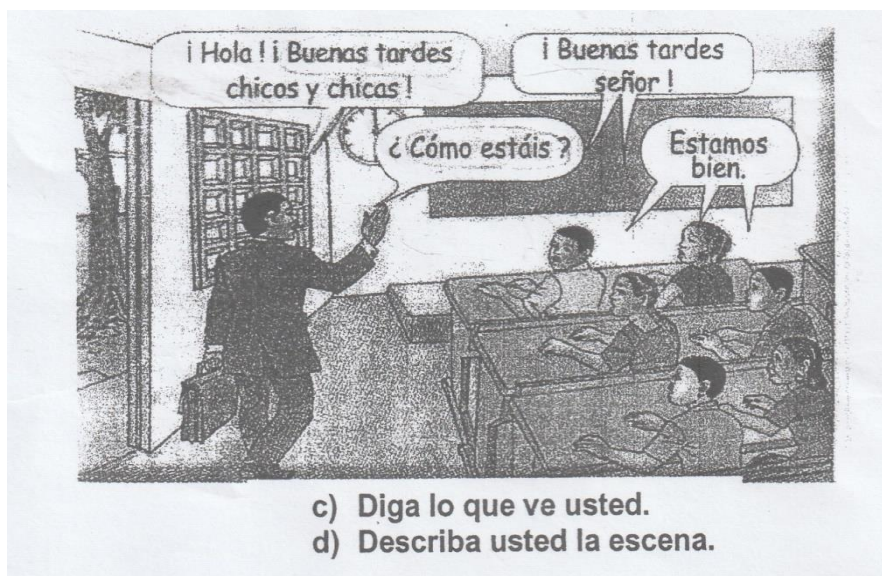 ¡ Hola ! ¡ Buenas tardes
chicos y chicas !
¡ Buenas tardes
señor !
¿ Cómo estáis ?
Estamos
bien.
c) Diga lo que ve usted.
d) Describa usted la escena.